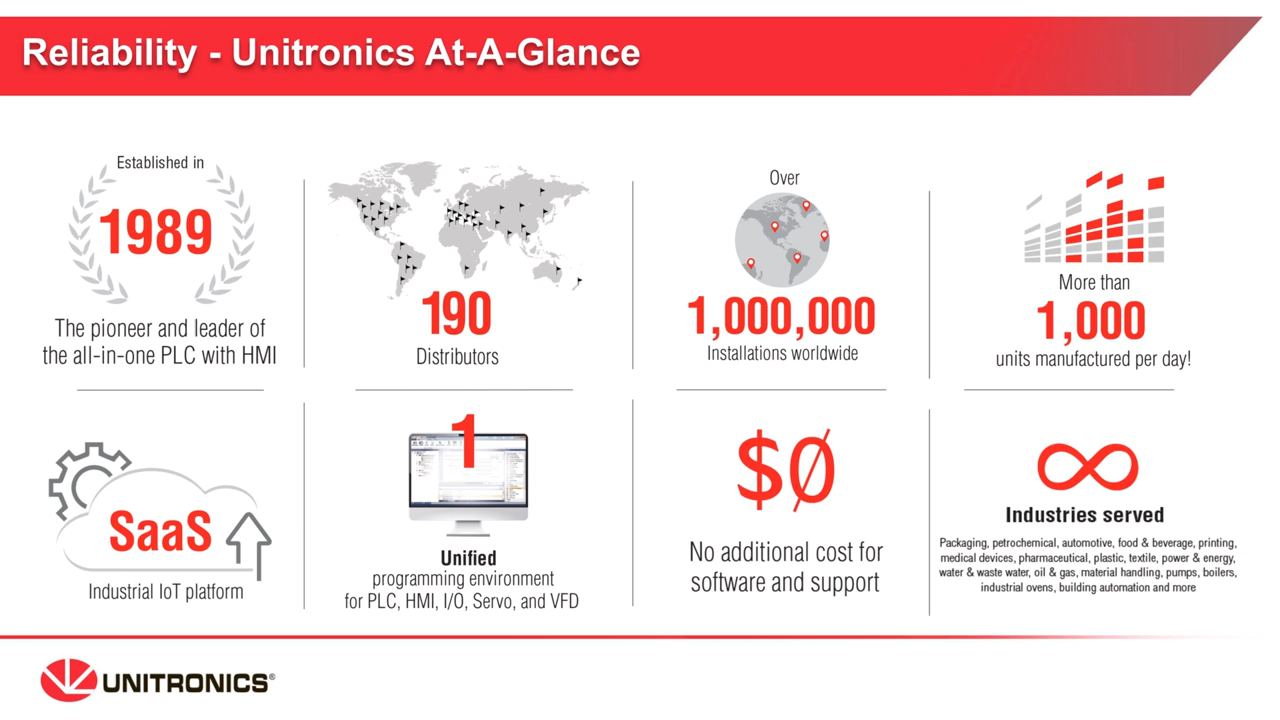 Reliability - Unitronics At-A-Glance
Established in
1989
The pioneer and leader of
the all-in-one PLC with HMI
190
Distributors
Over
1,000,000
Installations worldwide
More than
1,000
units manufactured per day!
SaaS
Industrial IoT platform
1
Unified
programming environment
for PLC, HMI, I/O, Servo, and VFD
$0
No additional cost for
software and support
Industries served
Packaging, petrochemical, automotive, food & beverage, printing,
medical devices, pharmaceutical, plastic, textile, power & energy,
water & waste water, oil & gas, material handling, pumps, boilers,
industrial ovens, building automation and more
UNITRONICS®